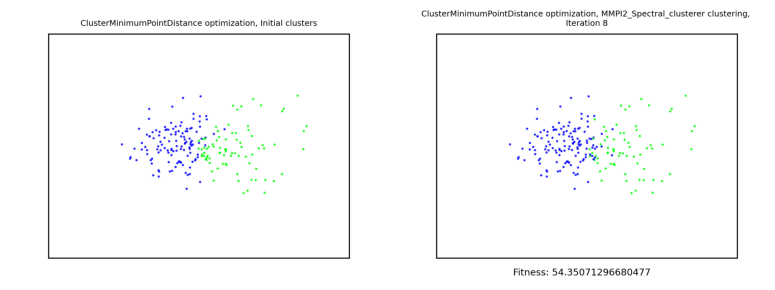 ClusterMinimumPointDistance optimization, Initial clusters
ClusterMinimumPointDistance optimization, MMPI2_Spectral_clusterer clustering,
Iteration 8
Fitness: 54.35071296680477